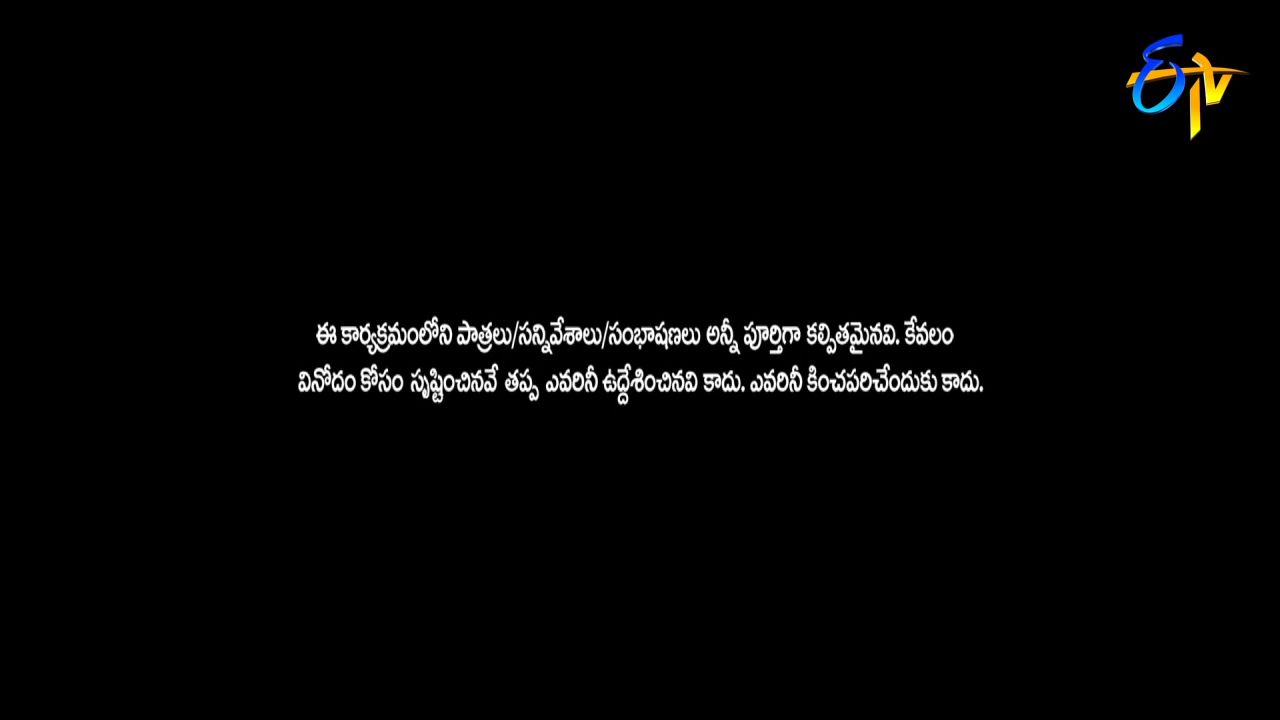 ETV
ఈ కార్యక్రమంలోని పాత్రలు/సన్నివేశాలు/సంభాషణలు అన్నీ పూర్తిగా కల్పితమైనవి. కేవలం
వినోదం కోసం సృష్టించినవే తప్ప ఎవరినీ ఉద్దేశించినవి కాదు. ఎవరినీ కించపరిచేందుకు కాదు.